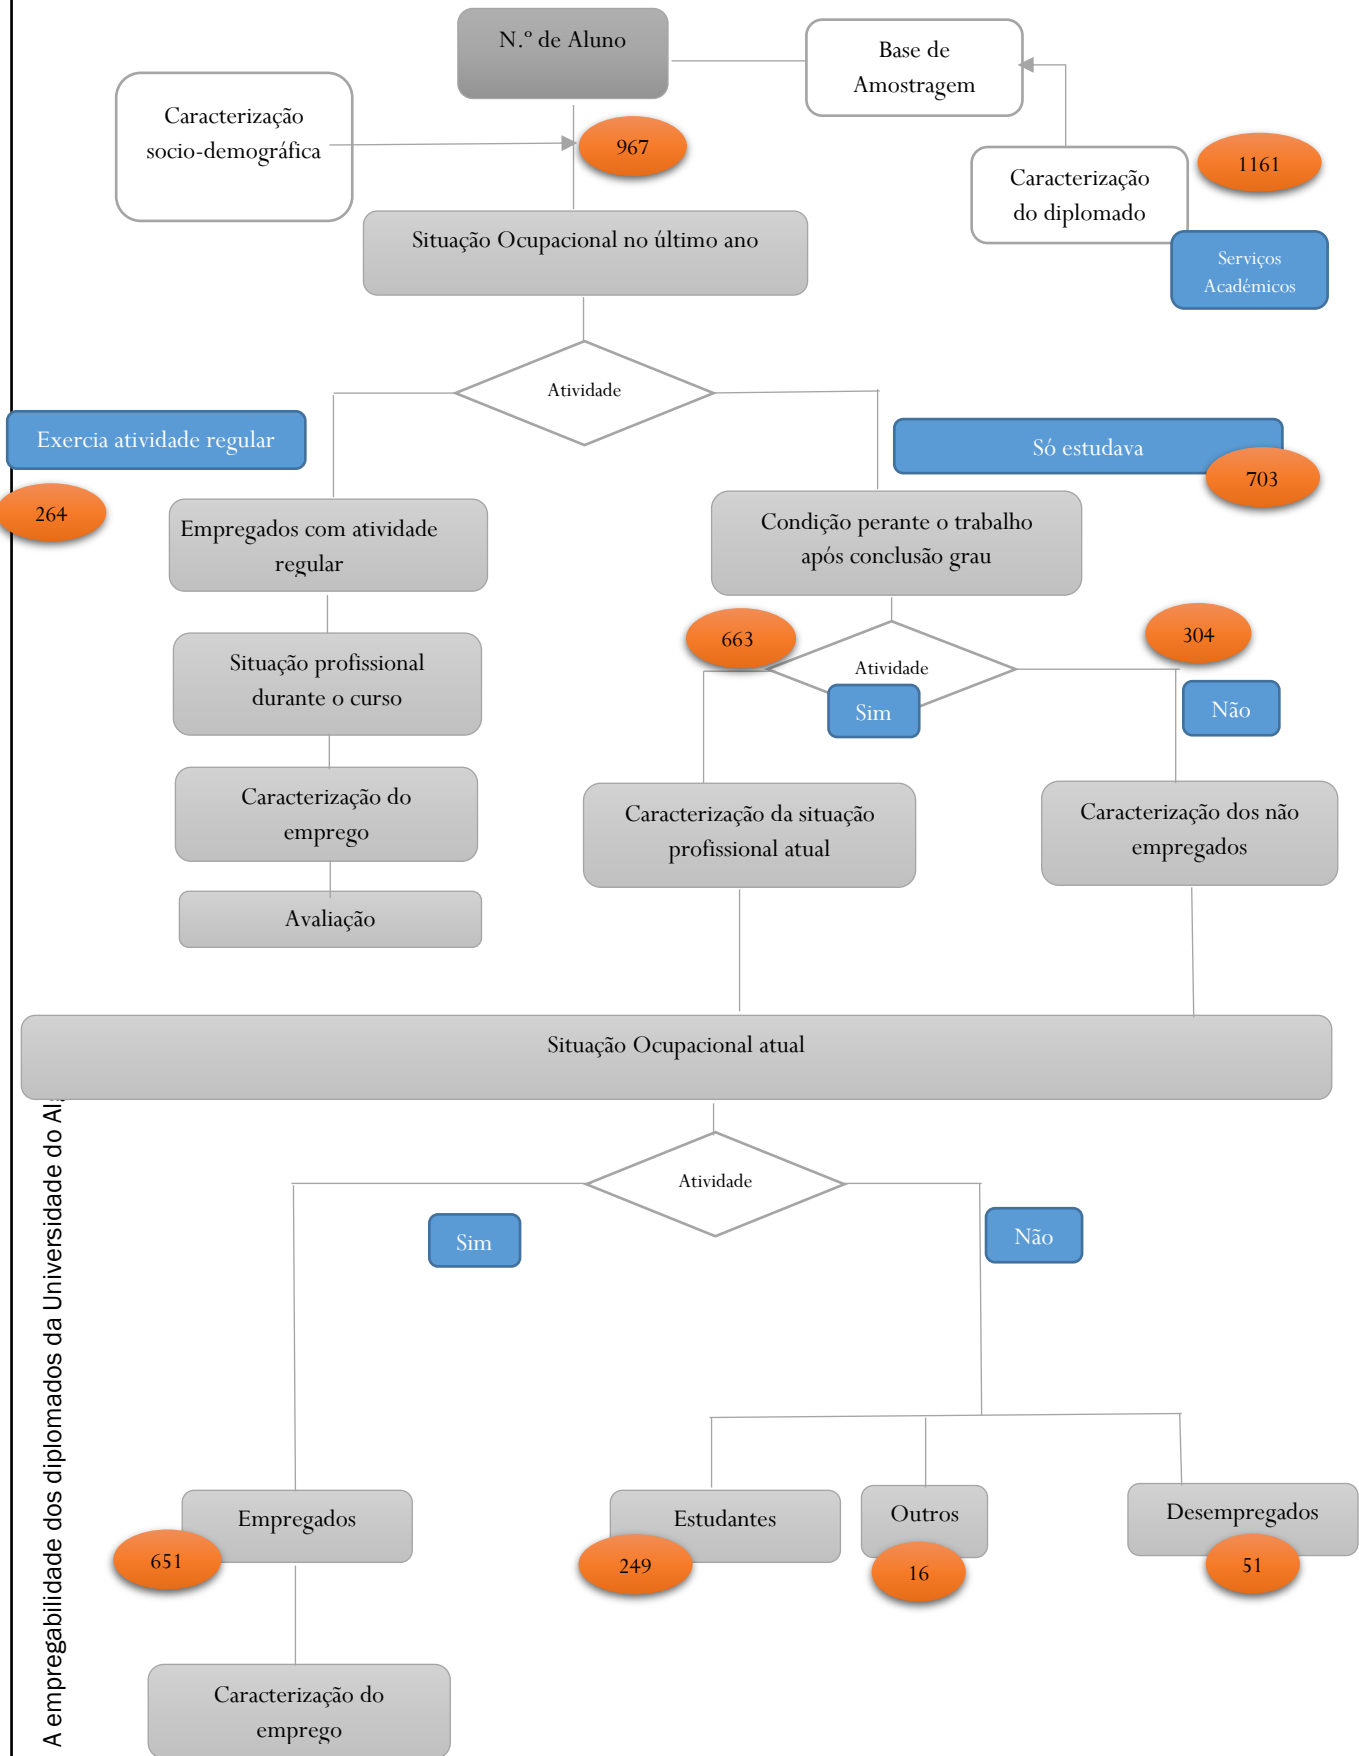 N.º de Aluno
Base de
Amostragem
Caracterização
socio-demográfica
967
1161
Caracterização
do diplomado
Serviços
Académicos
Situação Ocupacional no último ano
Atividade
Exercia atividade regular
Só estudava
264
703
Empregados com atividade
regular
Condição perante o trabalho
após conclusão grau
663
304
Atividade
Sim
Não
Situação profissional
durante o curso
Caracterização do
emprego
Caracterização da situação
profissional atual
Caracterização dos não
empregados
Avaliação
Situação Ocupacional atual
Atividade
Sim
Não
Empregados
651
Estudantes
249
Outros
16
Desempregados
51
Caracterização do
emprego
A empregabilidade dos diplomados da Universidade do